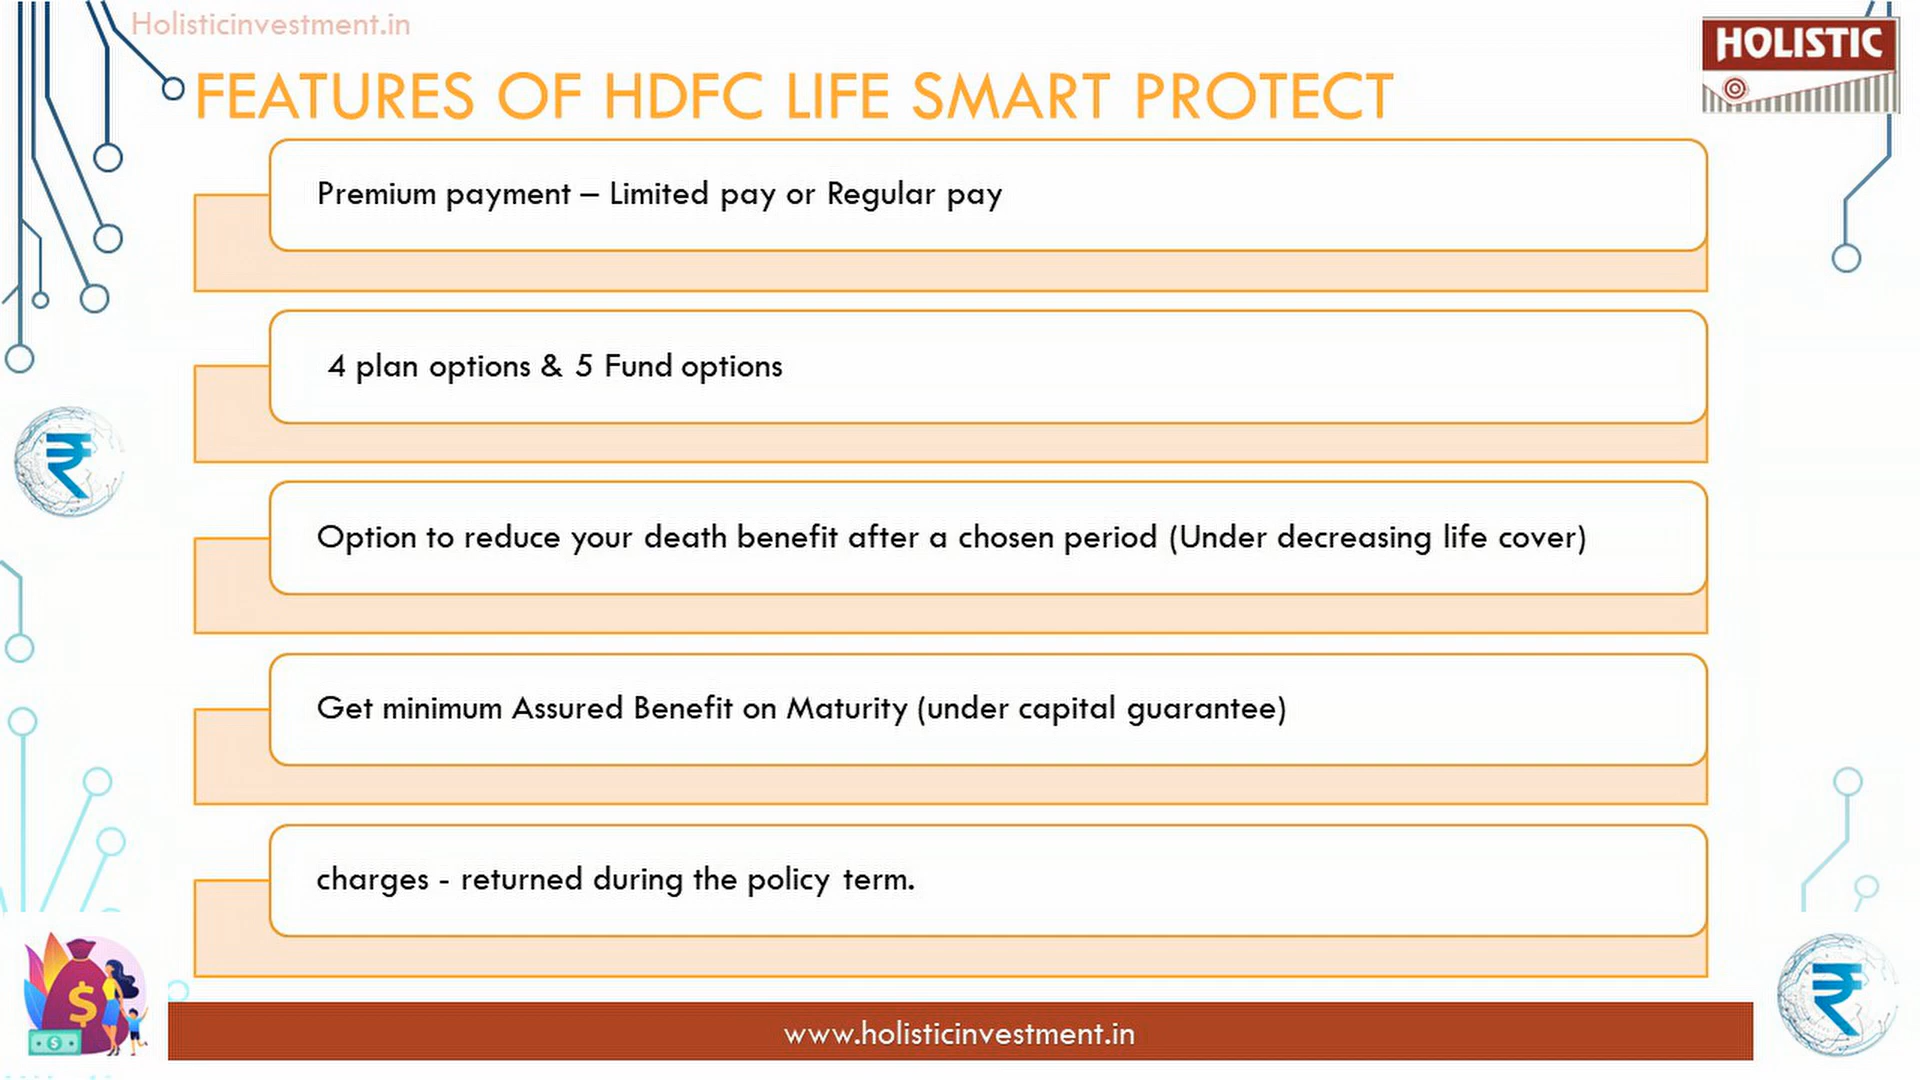 Holisticinvestment.in
HOLISTIC
FEATURES OF HDFC LIFE SMART PROTECT
Premium payment – Limited pay or Regular pay
4 plan options & 5 Fund options
Option to reduce your death benefit after a chosen period (Under decreasing life cover)
Get minimum Assured Benefit on Maturity (under capital guarantee)
charges - returned during the policy term.
www.holisticinvestment.in